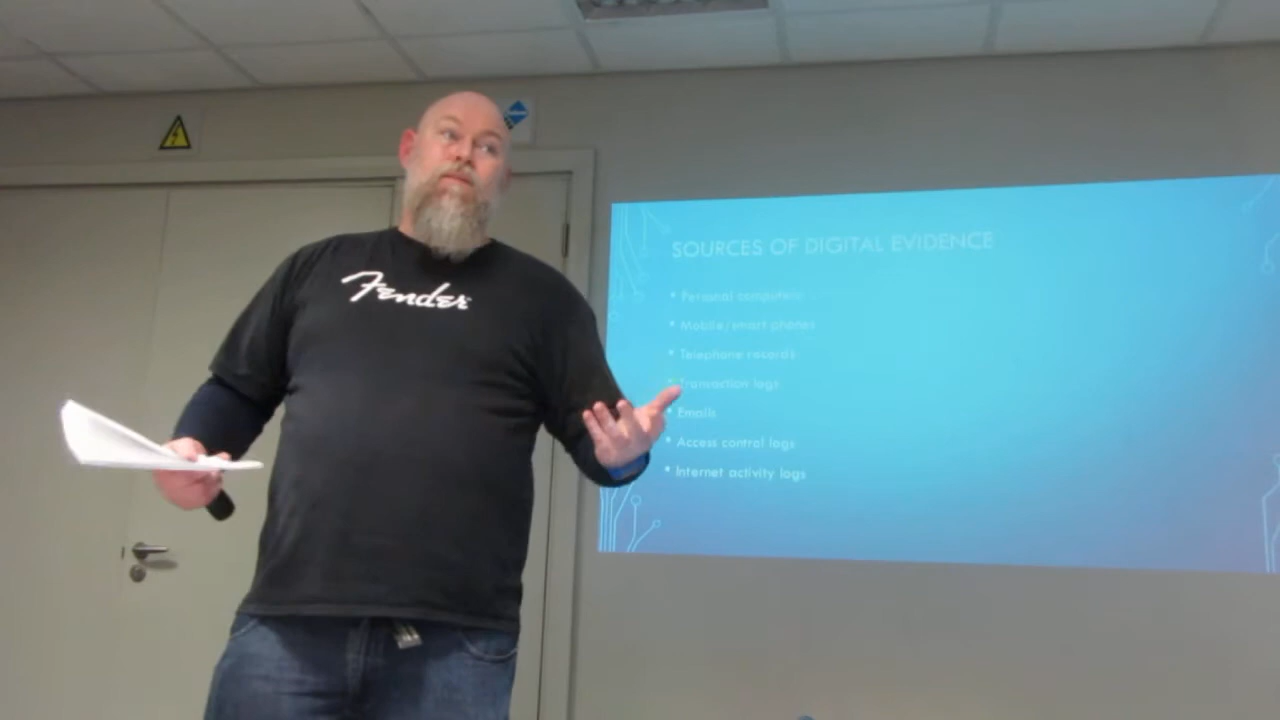 Fender
SOURCES OF DIGITAL EVIDENCE
• Personal computers
• Mobile/smart phones
• Telephone records
• Transaction logs
• Emails
• Access control logs
• Internet activity logs